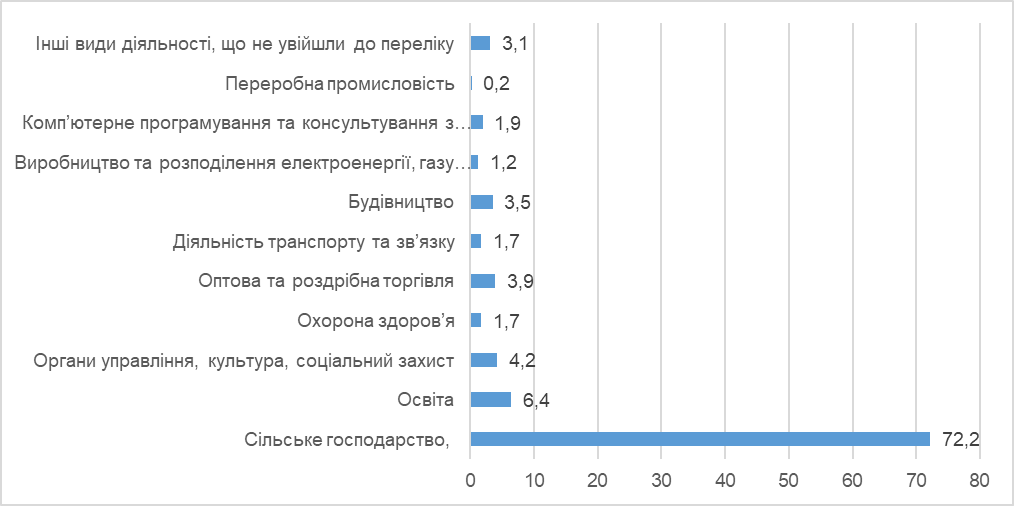 Інші види діяльності, що не увійшли до переліку 3,1
Переробна промисловість 0,2
Комп’ютерне програмування та консультування з… 1,9
Виробництво та розподілення електроенергії, газу… 1,2
Будівництво 3,5
Діяльність транспорту та зв’язку 1,7
Оптова та роздрібна торгівля 3,9
Охорона здоров’я 1,7
Органи управління, культура, соціальний захист 4,2
Освіта 6,4
Сільське господарство, 72,2
0 10 20 30 40 50 60 70 80